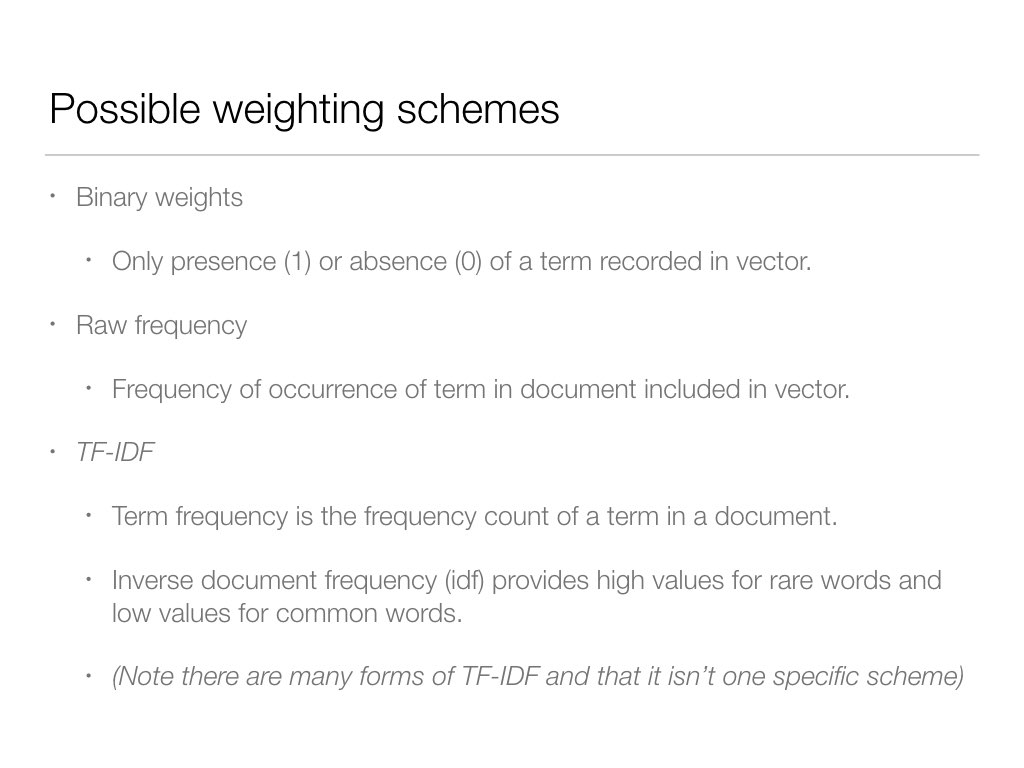 Possible weighting schemes
• Binary weights
• Only presence (1) or absence (0) of a term recorded in vector.
• Raw frequency
• Frequency of occurrence of term in document included in vector.
• TF-IDF
• Term frequency is the frequency count of a term in a document.
• Inverse document frequency (idf) provides high values for rare words and
low values for common words.
• (Note there are many forms of TF-IDF and that it isn’t one specific scheme)